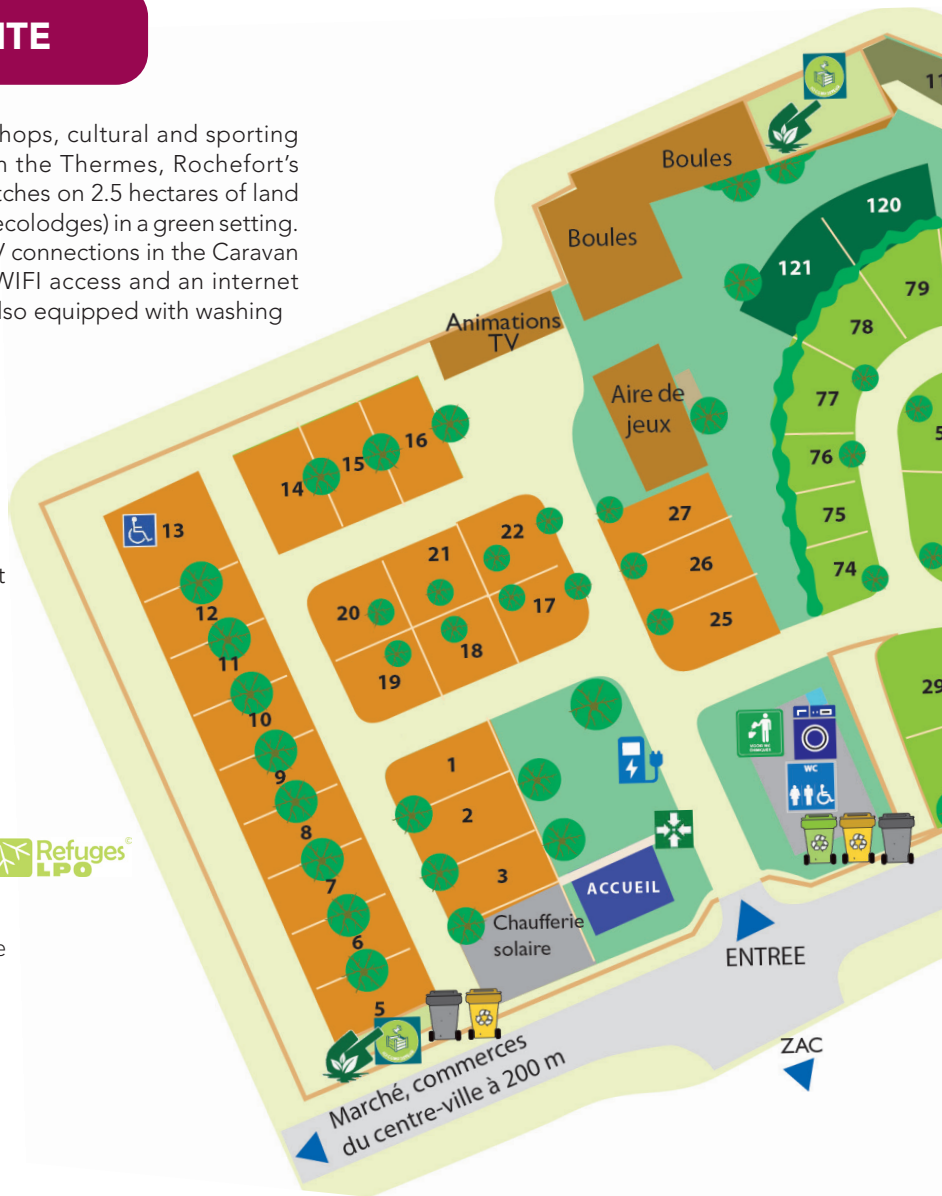 ITE
hops, cultural and sporting
n the Thermes, Rochefort's
tches on 2.5 hectares of land
ecolodges) in a green setting.
V connections in the Caravan
WIFI access and an internet
lso equipped with washing
t
e
Refuges
LPO
Boules
Boules
Animations
TV
Aire de
jeux
11
120
121
79
78
77
76
75
74
5
29
16
15
14
13
12
11
10
9
8
7
6
5
22
21
20
19
18
17
27
26
25
1
2
3
Chaufferie
solaire
ACCUEIL
WC
ENTREE
ZAC
Marché, commerces
du centre-ville à 200 m